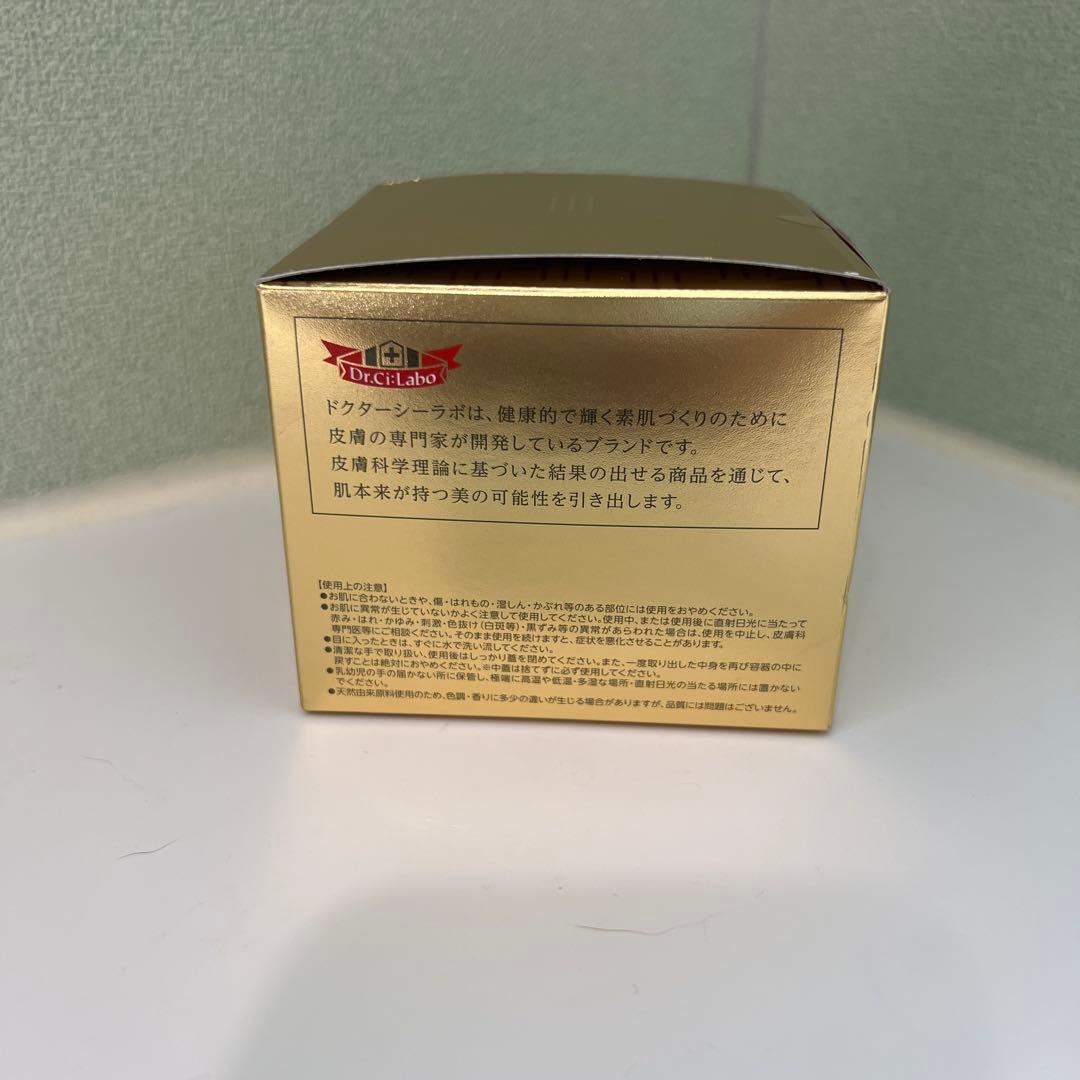 Dr.Ci:Labo
ドクターシーラボは、健康的で輝く素肌づくりのために
皮膚の専門家が開発しているブランドです。
皮膚科学理論に基づいた結果の出せる商品を通じて、
肌本来が持つ美の可能性を引き出します。
【使用上の注意】
●お肌に合わないときや、傷・はれもの・湿しん・かぶれ等のある部位には使用をおやめください。
●お肌に異常が生じていないかよく注意して使用してください。使用中、または使用後に直射日光に当たって
赤み・はれ・かゆみ・刺激・色抜け(白斑等)・黒ずみ等の異常があらわれた場合は、使用を中止し、皮膚科
専門医等にご相談ください。そのまま使用を続けますと、症状を悪化させることがあります。
●目に入ったときは、すぐに水で洗い流してください。
●清潔な手で取り扱い、使用後はしっかり蓋を閉めてください。また、一度取り出した中身を再び容器の中に
戻すことは絶対におやめください。※中蓋は捨てずに必ず使用してください。
●乳幼児の手の届かない所に保管し、極端に高温や低温・多湿な場所・直射日光の当たる場所には置かない
でください。
●天然由来原料使用のため、色調・香りに多少の違いが生じる場合がありますが、品質には問題はございません。